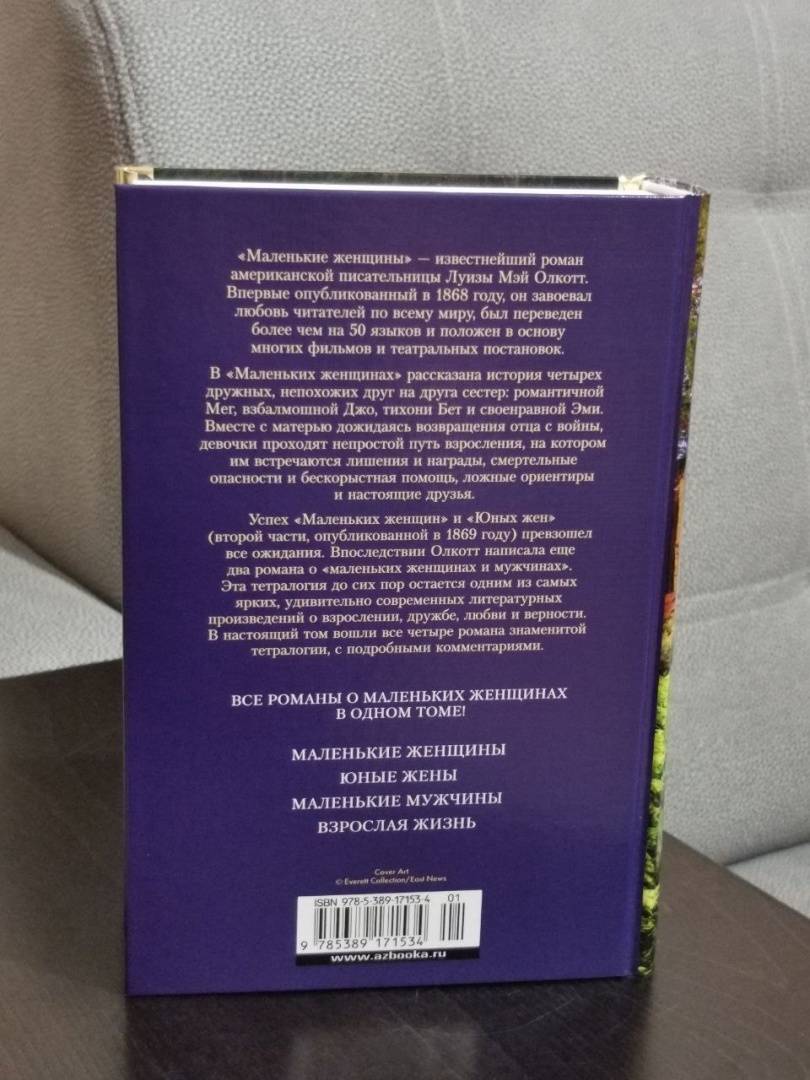 «Маленькие женщины» — известнейший роман
американской писательницы Луизы Мэй Олкотт.
Впервые опубликованный в 1868 году, он завоевал
любовь читателей по всему миру, был переведен
более чем на 50 языков и положен в основу
многих фильмов и театральных постановок.
В «Маленьких женщинах» рассказана история четырех
дружных, непохожих друг на друга сестер: романтичной
Мег, взбалмошной Джо, тихони Бет и своенравной Эми.
Вместе с матерью дожидаясь возвращения отца с войны,
девочки проходят непростой путь взросления, на котором
им встречаются лишения и награды, смертельные
опасности и бескорыстная помощь, ложные ориентиры
и настоящие друзья.
Успех «Маленьких женщин» и «Юных жен»
(второй части, опубликованной в 1869 году) превзошел
все ожидания. Впоследствии Олкотт написала еще
два романа о «маленьких женщинах и мужчинах».
Эта тетралогия до сих пор остается одним из самых
ярких, удивительно современных литературных
произведений о взрослении, дружбе, любви и верности.
В настоящий том вошли все четыре романа знаменитой
тетралогии, с подробными комментариями.
ВСЕ РОМАНЫ О МАЛЕНЬКИХ ЖЕНЩИНАХ
В ОДНОМ ТОМЕ!
МАЛЕНЬКИЕ ЖЕНЩИНЫ
ЮНЫЕ ЖЕНЫ
МАЛЕНЬКИЕ МУЖЧИНЫ
ВЗРОСЛАЯ ЖИЗНЬ
Cover Art
© Everett Collection/East News
ISBN 978-5-389-17153-4 01
9 785389 171534
www.azbooka.ru